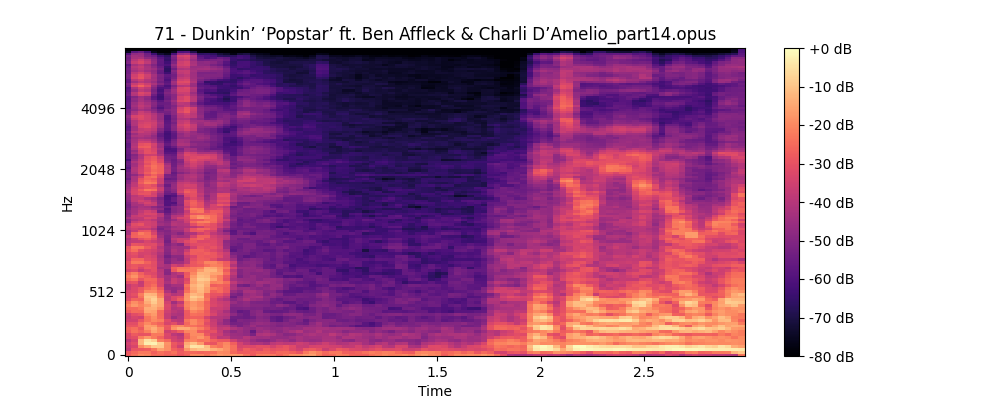 71 - Dunkin’ ‘Popstar’ ft. Ben Affleck & Charli D’Amelio_part14.opus
Hz
4096
2048
1024
512
0
0
0.5
1
1.5
2
2.5
Time
+0 dB
-10 dB
-20 dB
-30 dB
-40 dB
-50 dB
-60 dB
-70 dB
-80 dB